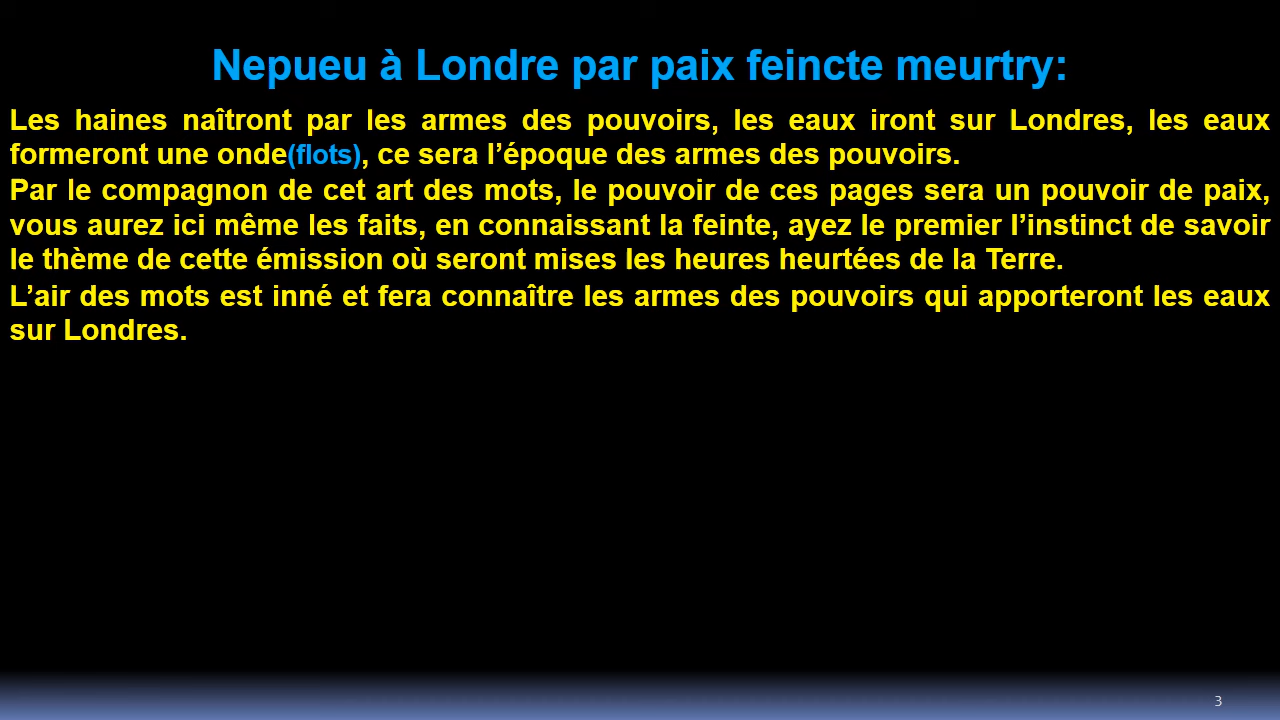 Nepueu à Londre par paix feincte meurtry:
Les haines naîtront par les armes des pouvoirs, les eaux iront sur Londres, les eaux
formeront une onde(flots), ce sera l’époque des armes des pouvoirs.
Par le compagnon de cet art des mots, le pouvoir de ces pages sera un pouvoir de paix,
vous aurez ici même les faits, en connaissant la feinte, ayez le premier l’instinct de savoir
le thème de cette émission où seront mises les heures heurtées de la Terre.
L’air des mots est inné et fera connaître les armes des pouvoirs qui apporteront les eaux
sur Londres.
3